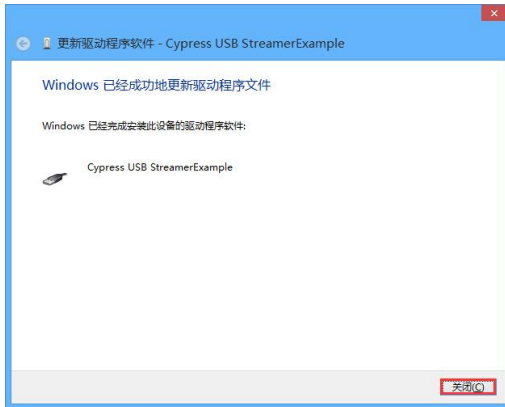 更新驱动程序软件 - Cypress USB StreamerExample
Windows 已经成功地更新驱动程序文件
Windows 已经完成安装此设备的驱动程序软件:
Cypress USB StreamerExample
关闭(C)